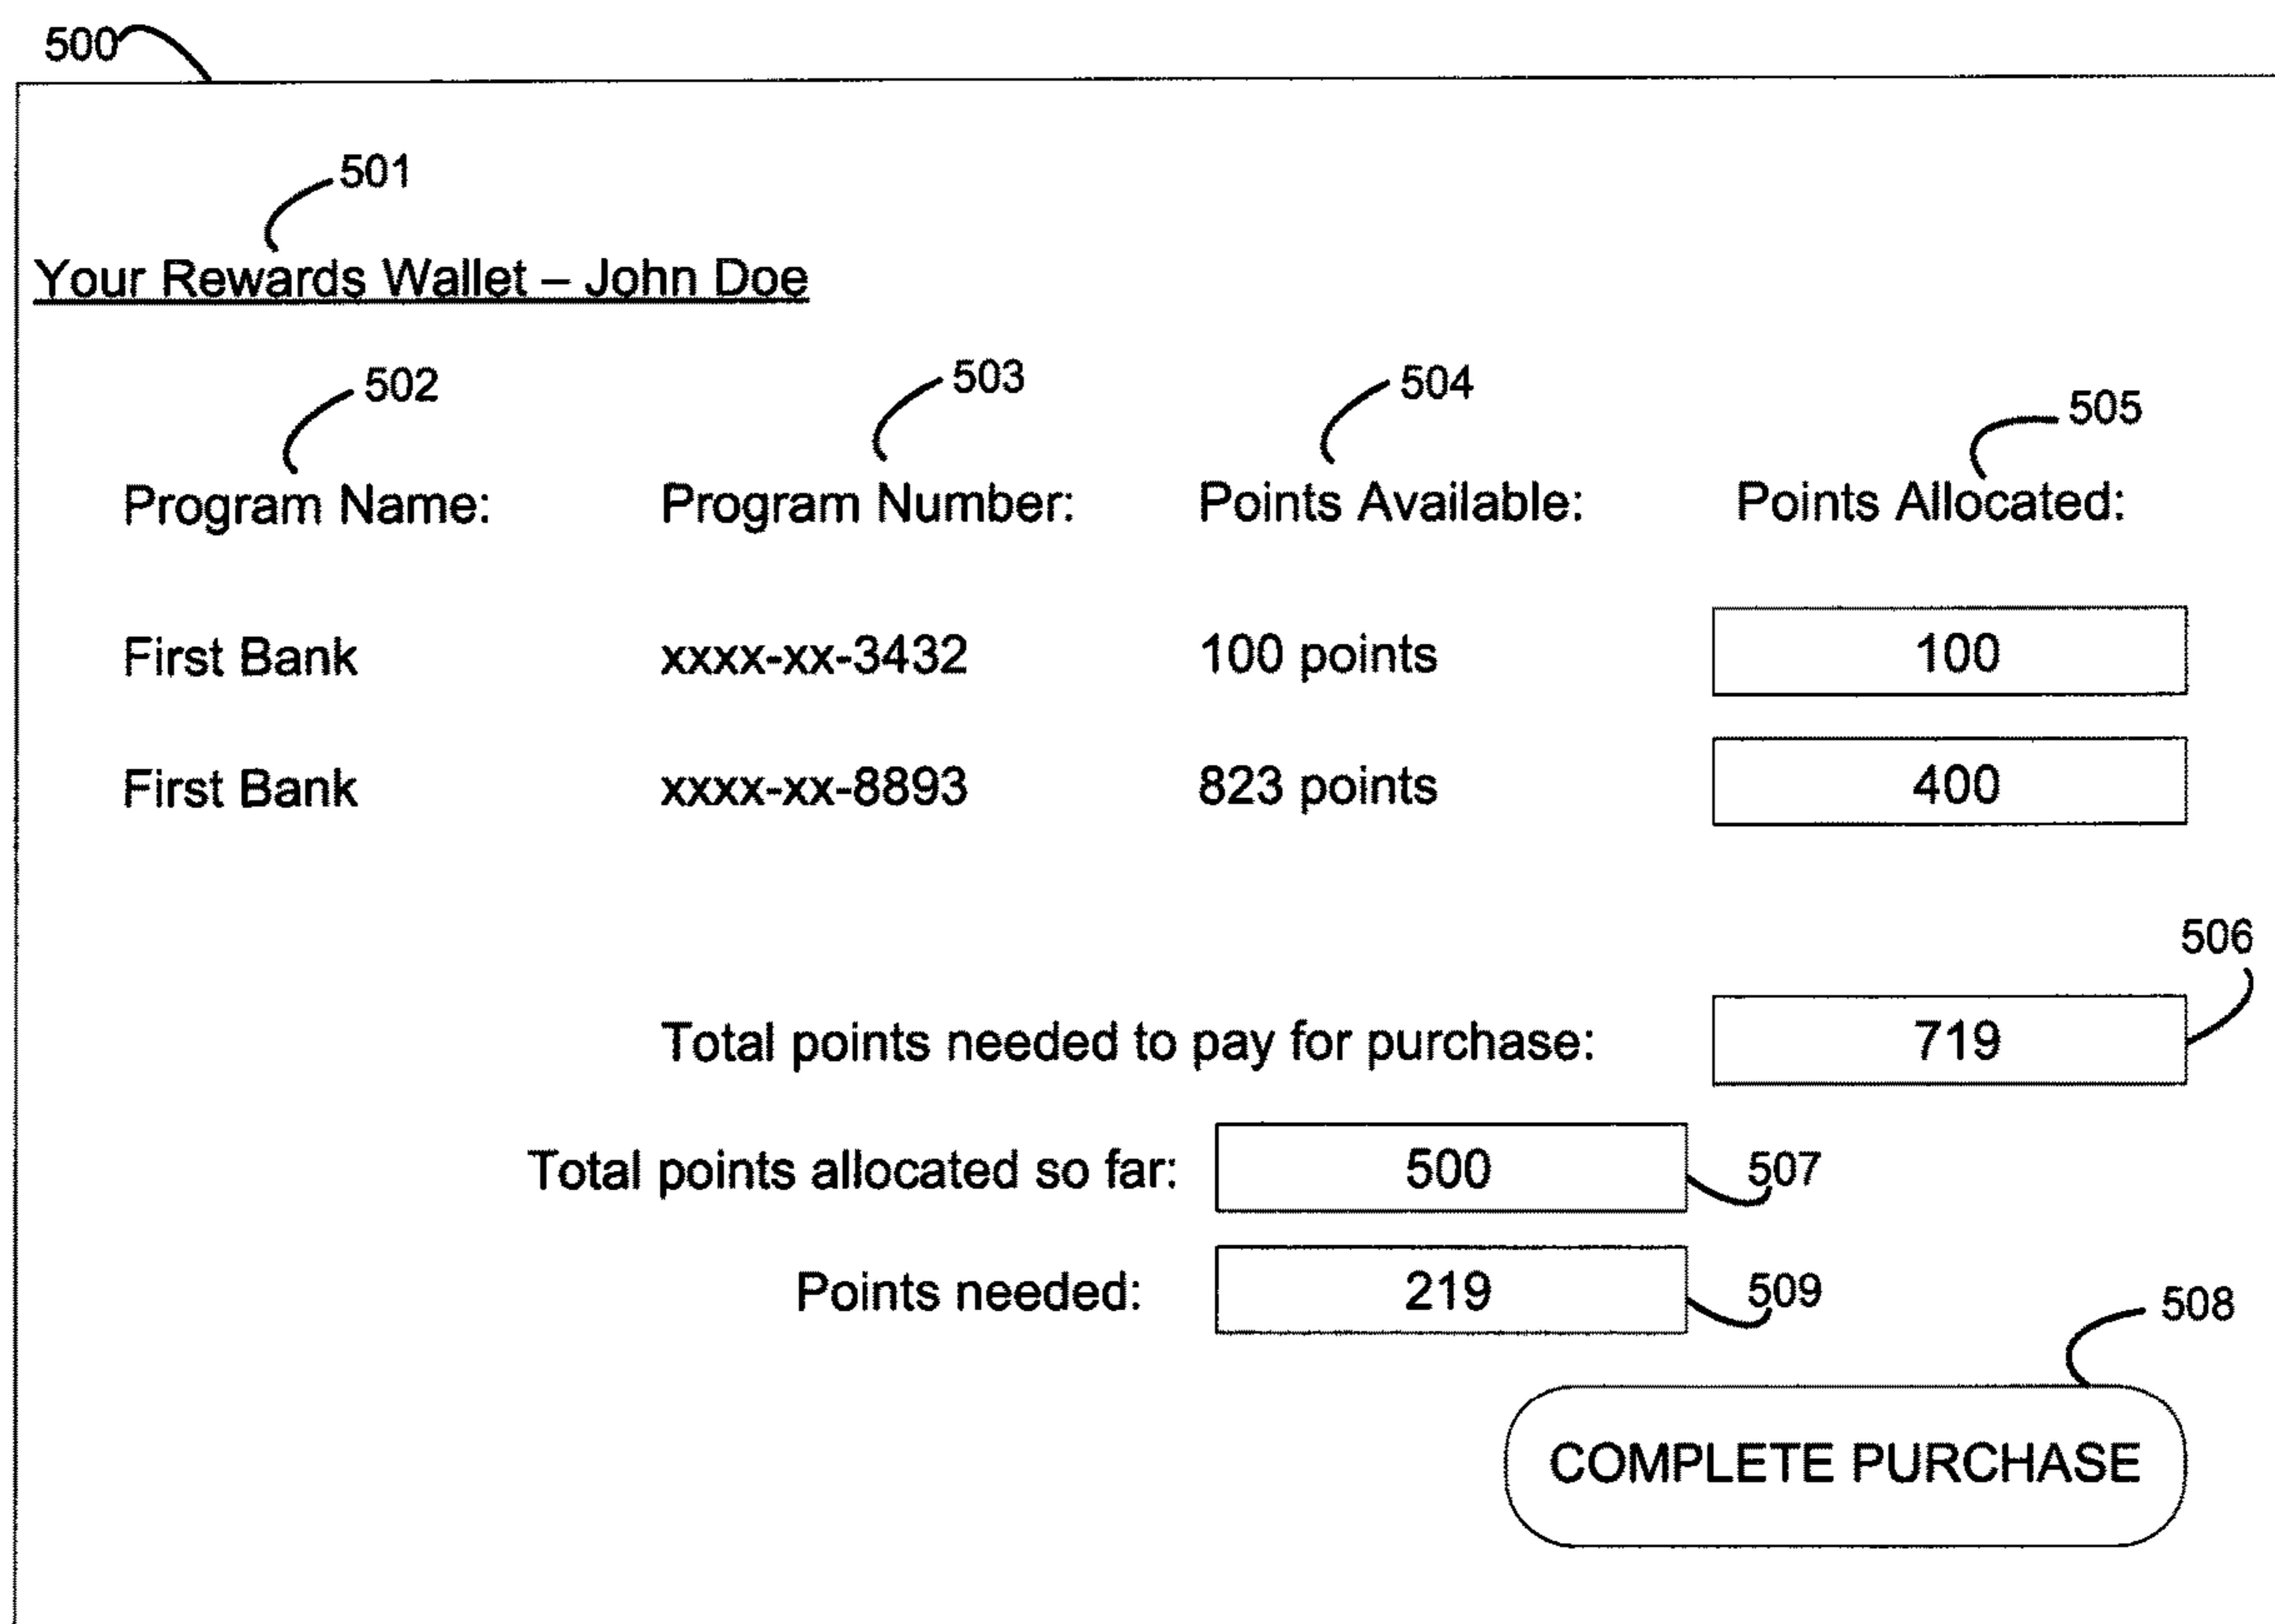 500
501
Your Rewards Wallet – John Doe
502 503 504 505
Program Name: Program Number: Points Available: Points Allocated:
First Bank xxxx-xx-3432 100 points 100
First Bank xxxx-xx-8893 823 points 400
506
Total points needed to pay for purchase: 719
Total points allocated so far: 500 507
Points needed: 219 509
508
COMPLETE PURCHASE